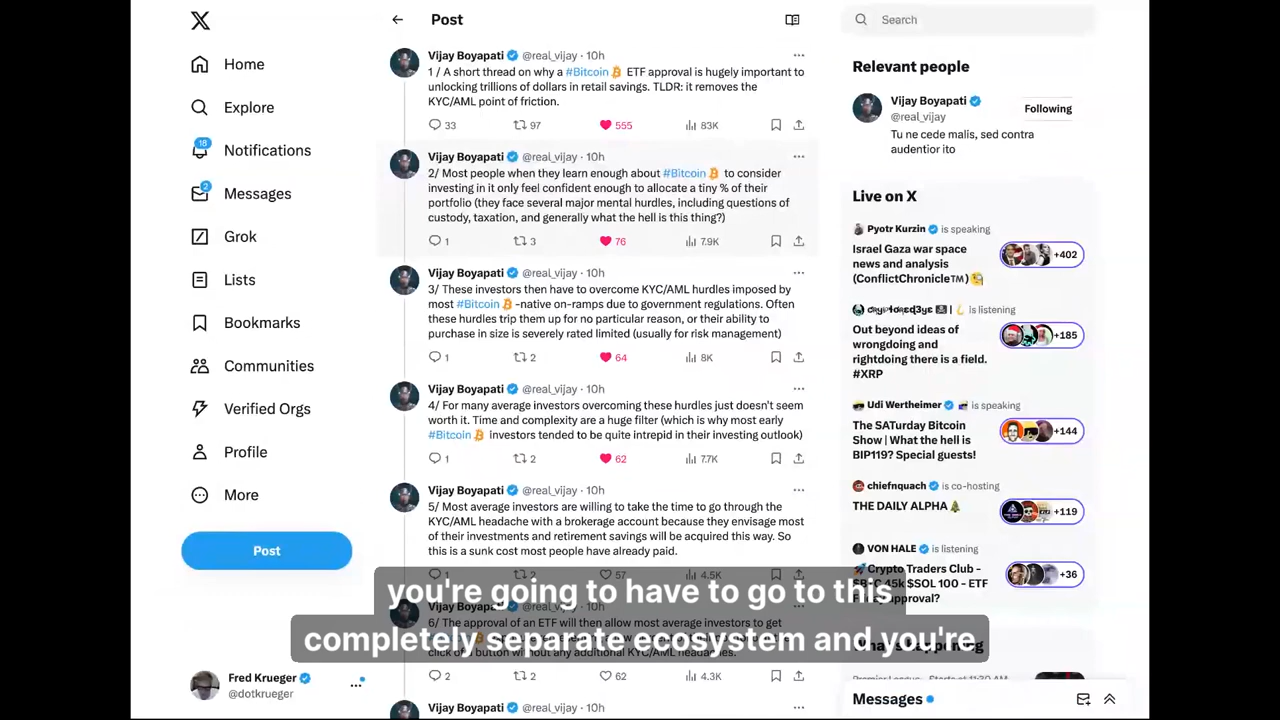 X
Home
Explore
18
Notifications
2
Messages
Grok
Lists
Bookmarks
Communities
Verified Orgs
Profile
More
Post
Fred Krueger
@dotkrueger
Post
Vijay Boyapati @real_vijay · 10h
1 / A short thread on why a #Bitcoin ETF approval is hugely important to
unlocking trillions of dollars in retail savings. TLDR: it removes the
KYC/AML point of friction.
33 97 555 83K
Vijay Boyapati @real_vijay · 10h
2/ Most people when they learn enough about #Bitcoin to consider
investing in it only feel confident enough to allocate a tiny % of their
portfolio (they face several major mental hurdles, including questions of
custody, taxation, and generally what the hell is this thing?)
1 3 76 7.9K
Vijay Boyapati @real_vijay · 10h
3/ These investors then have to overcome KYC/AML hurdles imposed by
most #Bitcoin -native on-ramps due to government regulations. Often
these hurdles trip them up for no particular reason, or their ability to
purchase in size is severely rated limited (usually for risk management)
1 2 64 8K
Vijay Boyapati @real_vijay · 10h
4/ For many average investors overcoming these hurdles just doesn't seem
worth it. Time and complexity are a huge filter (which is why most early
#Bitcoin investors tended to be quite intrepid in their investing outlook)
1 2 62 7.7K
Vijay Boyapati @real_vijay · 10h
5/ Most average investors are willing to take the time to go through the
KYC/AML headache with a brokerage account because they envisage most
of their investments and retirement savings will be acquired this way. So
this is a sunk cost most people have already paid.
1 2 57 4.5K
Vijay Boyapati @real_vijay · 10h
6/ The approval of an ETF will then allow most average investors to get
click of a button without any additional KYC/AML headaches.
2 2 62 4.3K
Vijay Boyapati @real_vijay · 10h
you're going to have to go to this
completely separate ecosystem and you're
Search
Relevant people
Vijay Boyapati
@real_vijay
Following
Tu ne cede malis, sed contra
audentior ito
Live on X
Pyotr Kurzin is speaking
Israel Gaza war space
news and analysis
(ConflictChronicle™)
+402
is listening
Out beyond ideas of
wrongdoing and
rightdoing there is a field.
#XRP
+185
Udi Wertheimer is speaking
The SATurday Bitcoin
Show | What the hell is
BIP119? Special guests!
+144
chiefnquach is co-hosting
THE DAILY ALPHA
+119
VON HALE is listening
Crypto Traders Club -
$BTC 45k $SOL 100 - ETF
approval?
+36
What's happening
Messages